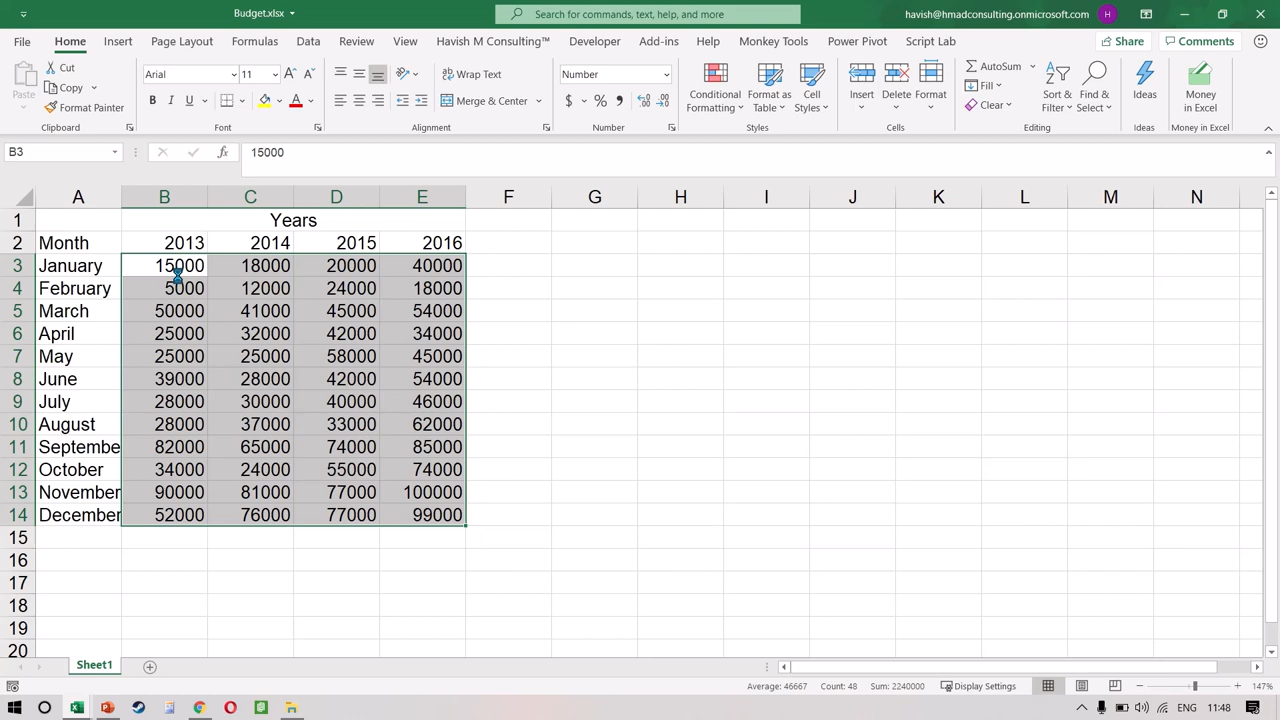 Budget.xlsx
Search for commands, text, help, and more
havish@hmadconsulting.onmicrosoft.com H
File Home Insert Page Layout Formulas Data Review View Havish M Consulting™ Developer Add-ins Help Monkey Tools Power Pivot Script Lab Share Comments
Paste
Cut
Copy
Format Painter
Clipboard
Arial 11
B I U
Font
Wrap Text
Merge & Center
Alignment
Number
$ %
Number
Conditional Formatting
Format as Table
Cell Styles
Styles
Insert Delete Format
Cells
AutoSum
Fill
Clear
Sort & Filter
Find & Select
Editing
Ideas
Ideas
Money in Excel
Money in Excel
B3 fx 15000
A B C D E F G H I J K L M N
1 Years
2 Month 2013 2014 2015 2016
3 January 15000 18000 20000 40000
4 February 5000 12000 24000 18000
5 March 50000 41000 45000 54000
6 April 25000 32000 42000 34000
7 May 25000 25000 58000 45000
8 June 39000 28000 42000 54000
9 July 28000 30000 40000 46000
10 August 28000 37000 33000 62000
11 Septembe 82000 65000 74000 85000
12 October 34000 24000 55000 74000
13 November 90000 81000 77000 100000
14 December 52000 76000 77000 99000
15
16
17
18
19
20
Sheet1
Average: 46667 Count: 48 Sum: 2240000 Display Settings 147%
ENG 11:48